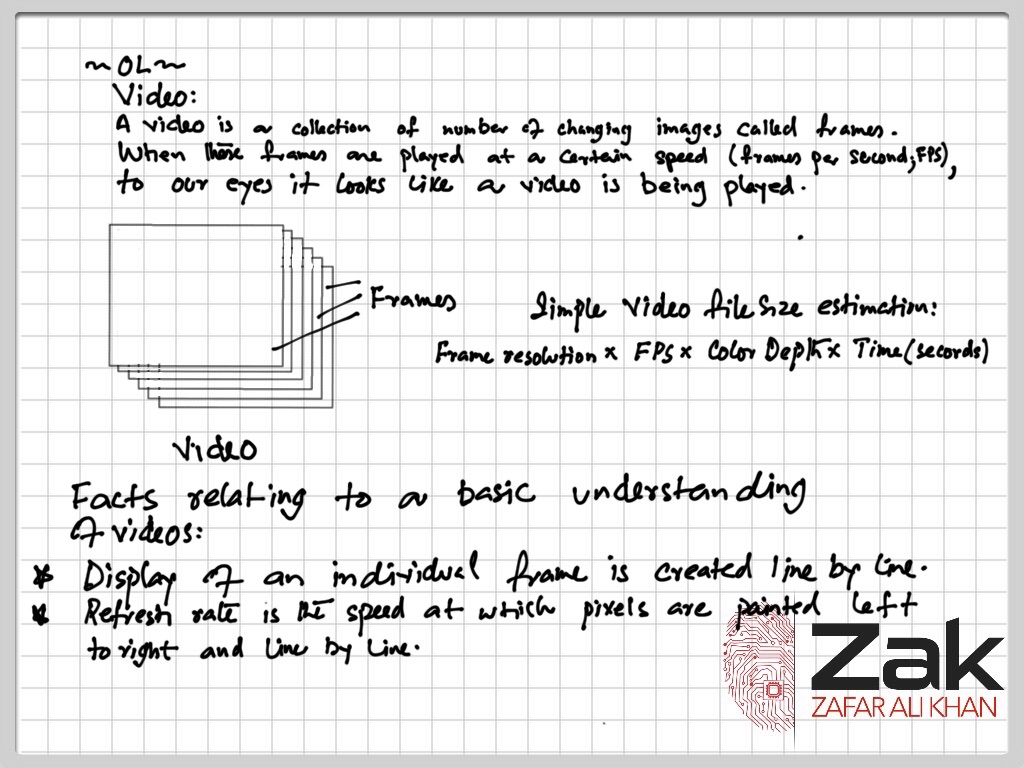 ~OL~
Video:
A video is a collection of number of changing images called frames.
When these frames are played at a certain speed (frames per second, FPS),
to our eyes it looks like a video is being played.
Frames
Simple Video file size estimation:
Frame resolution × FPS × Color Depth × Time (seconds)
Video
Facts relating to a basic understanding
of videos:
* Display of an individual frame is created line by line.
* Refresh rate is the speed at which pixels are painted left
to right and line by line.
Zak
ZAFAR ALI KHAN